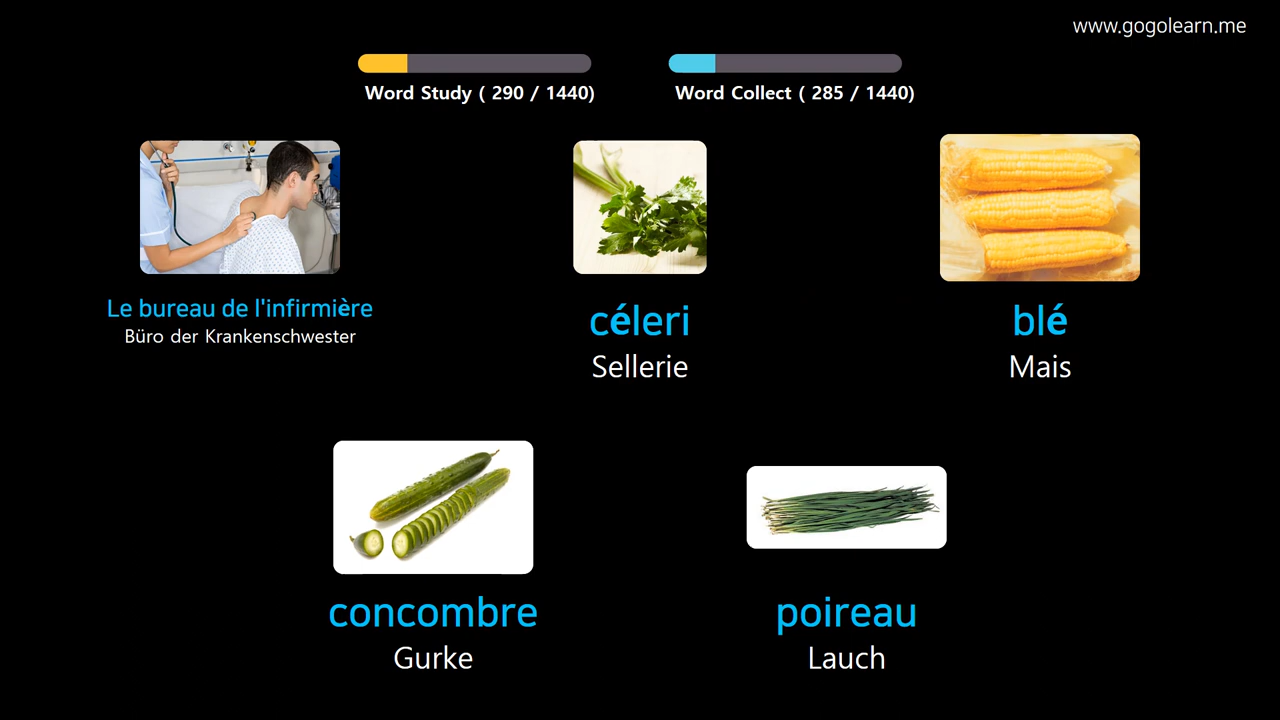 www.gogolearn.me
Word Study ( 290 / 1440)
Word Collect ( 285 / 1440)
Le bureau de l'infirmière
Büro der Krankenschwester
céleri
Sellerie
blé
Mais
concombre
Gurke
poireau
Lauch